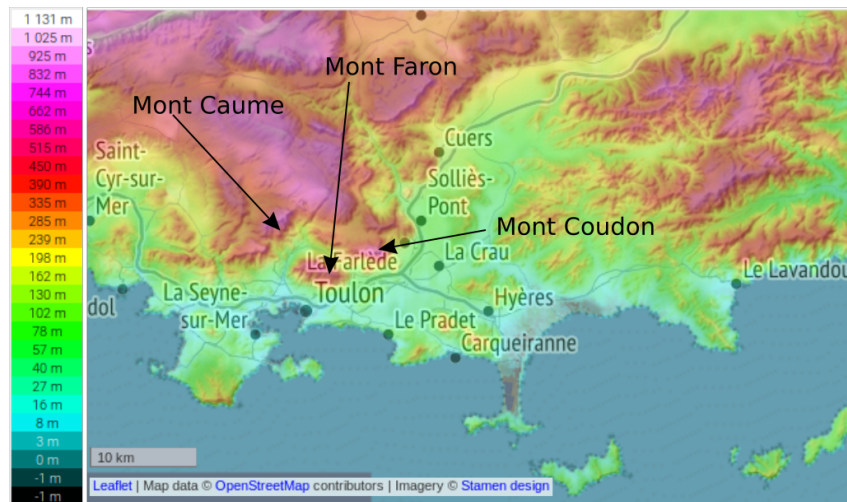 1 131 m
1 025 m
925 m
832 m
744 m
662 m
586 m
515 m
450 m
390 m
335 m
285 m
239 m
198 m
162 m
130 m
102 m
78 m
57 m
40 m
27 m
16 m
8 m
3 m
0 m
-1 m
-1 m
Mont Faron
Mont Caume
Cuers
Saint-
Cyr-sur-
Mer
Solliès-
Pont
Mont Coudon
La Farlède
La Crau
Le Lavandou
dol
La Seyne-
sur-Mer
Toulon
Hyères
Le Pradet
Carqueiranne
10 km
Leaflet | Map data © OpenStreetMap contributors | Imagery © Stamen design